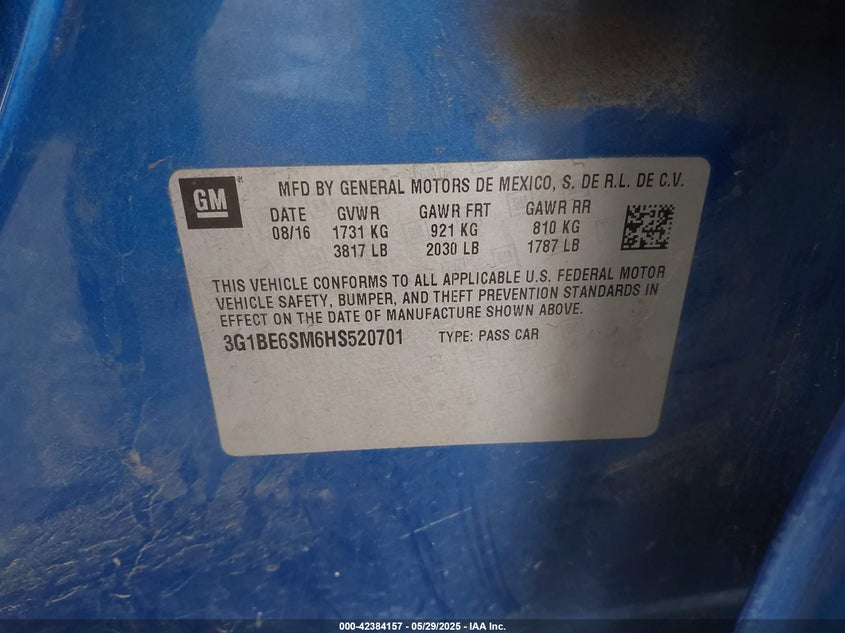 GM
MFD BY GENERAL MOTORS DE MEXICO, S. DE R.L. DE C.V.
DATE GVWR GAWR FRT GAWR RR
08/16 1731 KG 921 KG 810 KG
3817 LB 2030 LB 1787 LB
THIS VEHICLE CONFORMS TO ALL APPLICABLE U.S. FEDERAL MOTOR
VEHICLE SAFETY, BUMPER, AND THEFT PREVENTION STANDARDS IN
EFFECT ON THE DATE OF MANUFACTURE SHOWN ABOVE.
3G1BE6SM6HS520701 TYPE: PASS CAR
000-42384157 - 05/29/2025 - IAA Inc.